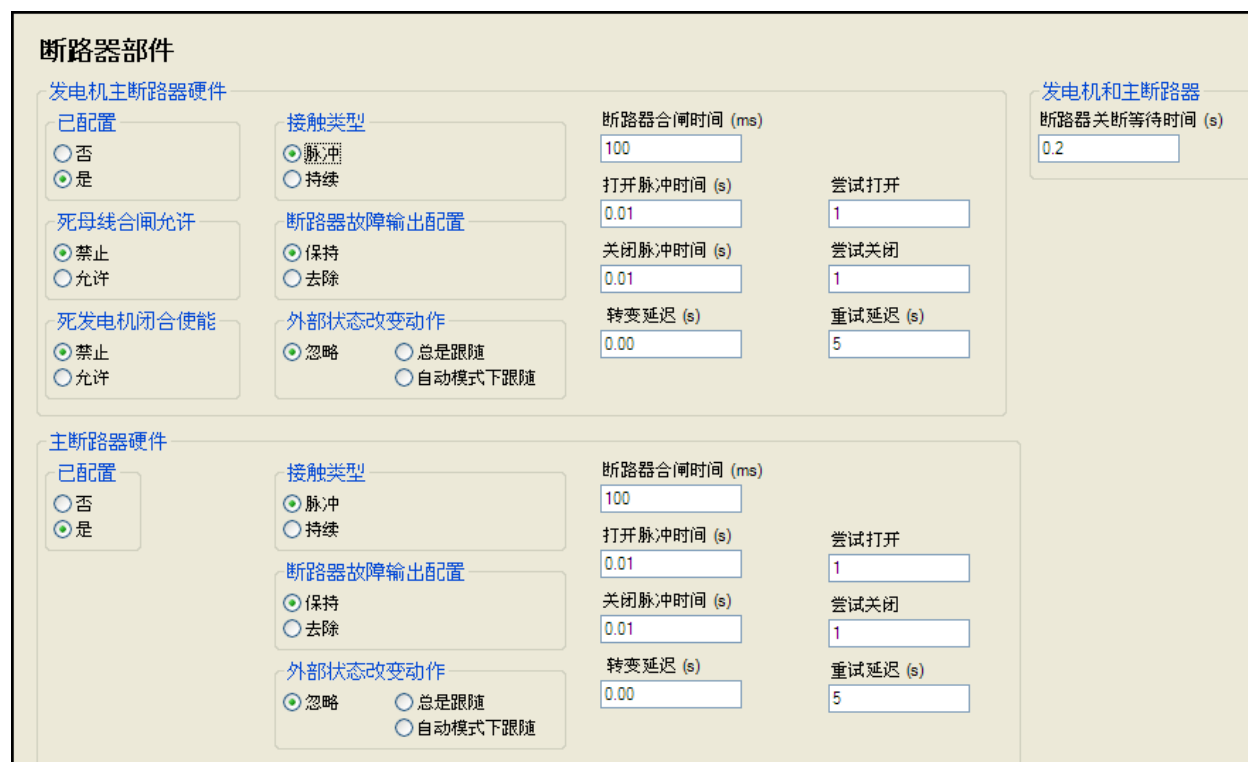 断路器部件
发电机主断路器硬件
已配置
否
是
接触类型
脉冲
持续
断路器合闸时间 (ms)
100
打开脉冲时间 (s)
0.01
尝试打开
1
死母线合闸允许
禁止
允许
断路器故障输出配置
保持
去除
关闭脉冲时间 (s)
0.01
尝试关闭
1
死发电机闭合使能
禁止
允许
外部状态改变动作
忽略
总是跟随
自动模式下跟随
转变延迟 (s)
0.00
重试延迟 (s)
5
发电机和主断路器
断路器关断等待时间 (s)
0.2
主断路器硬件
已配置
否
是
接触类型
脉冲
持续
断路器合闸时间 (ms)
100
打开脉冲时间 (s)
0.01
尝试打开
1
断路器故障输出配置
保持
去除
关闭脉冲时间 (s)
0.01
尝试关闭
1
外部状态改变动作
忽略
总是跟随
自动模式下跟随
转变延迟 (s)
0.00
重试延迟 (s)
5